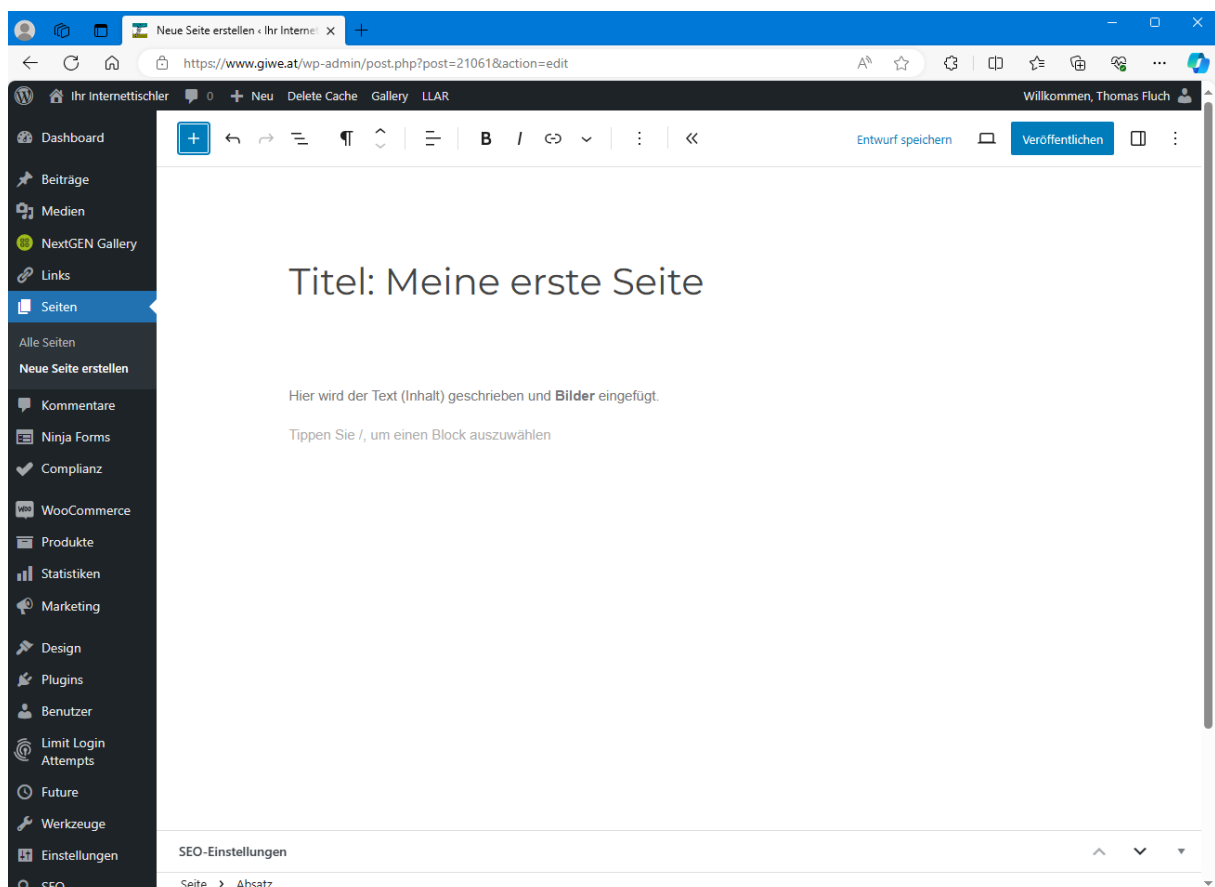 Neue Seite erstellen ‹ Ihr Internet
https://www.giwe.at/wp-admin/post.php?post=21061&action=edit
Ihr Internettischler 0 Neu Delete Cache Gallery LLAR Willkommen, Thomas Fluch
Dashboard
Entwurf speichern Veröffentlichen
Beiträge
Medien
NextGEN Gallery
Links
Seiten
Alle Seiten
Neue Seite erstellen
Kommentare
Ninja Forms
Complianz
WooCommerce
Produkte
Statistiken
Marketing
Design
Plugins
Benutzer
Limit Login
Attempts
Future
Werkzeuge
Einstellungen
SEO
Titel: Meine erste Seite
Hier wird der Text (Inhalt) geschrieben und Bilder eingefügt.
Tippen Sie /, um einen Block auszuwählen
SEO-Einstellungen
Seite > Absatz